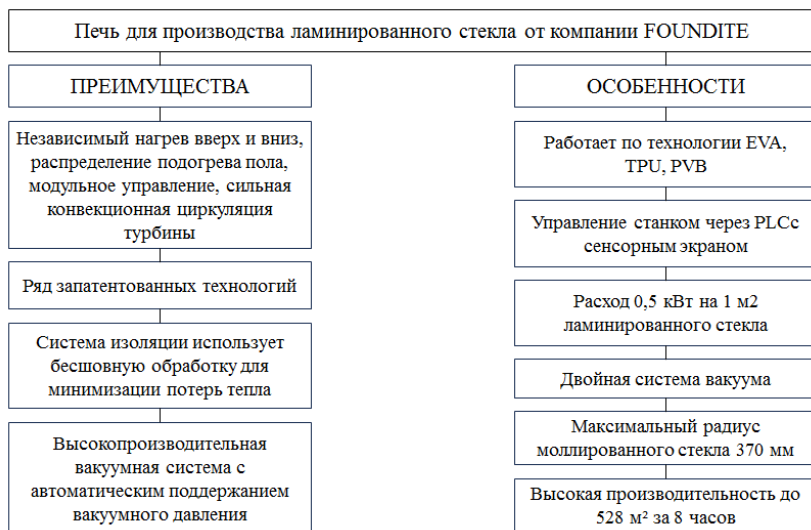 Печь для производства ламинированного стекла от компании FOUNDITE
ПРЕИМУЩЕСТВА
Независимый нагрев вверх и вниз,
распределение подогрева пола,
модульное управление, сильная
конвекционная циркуляция
турбины
Ряд запатентованных технологий
Система изоляции использует
бесшовную обработку для
минимизации потерь тепла
Высокопроизводительная
вакуумная система с
автоматическим поддержанием
вакуумного давления
ОСОБЕННОСТИ
Работает по технологии EVA,
TPU, PVB
Управление станком через PLCс
сенсорным экраном
Расход 0,5 кВт на 1 м2
ламинированного стекла
Двойная система вакуума
Максимальный радиус
моллированного стекла 370 мм
Высокая производительность до
528 м² за 8 часов